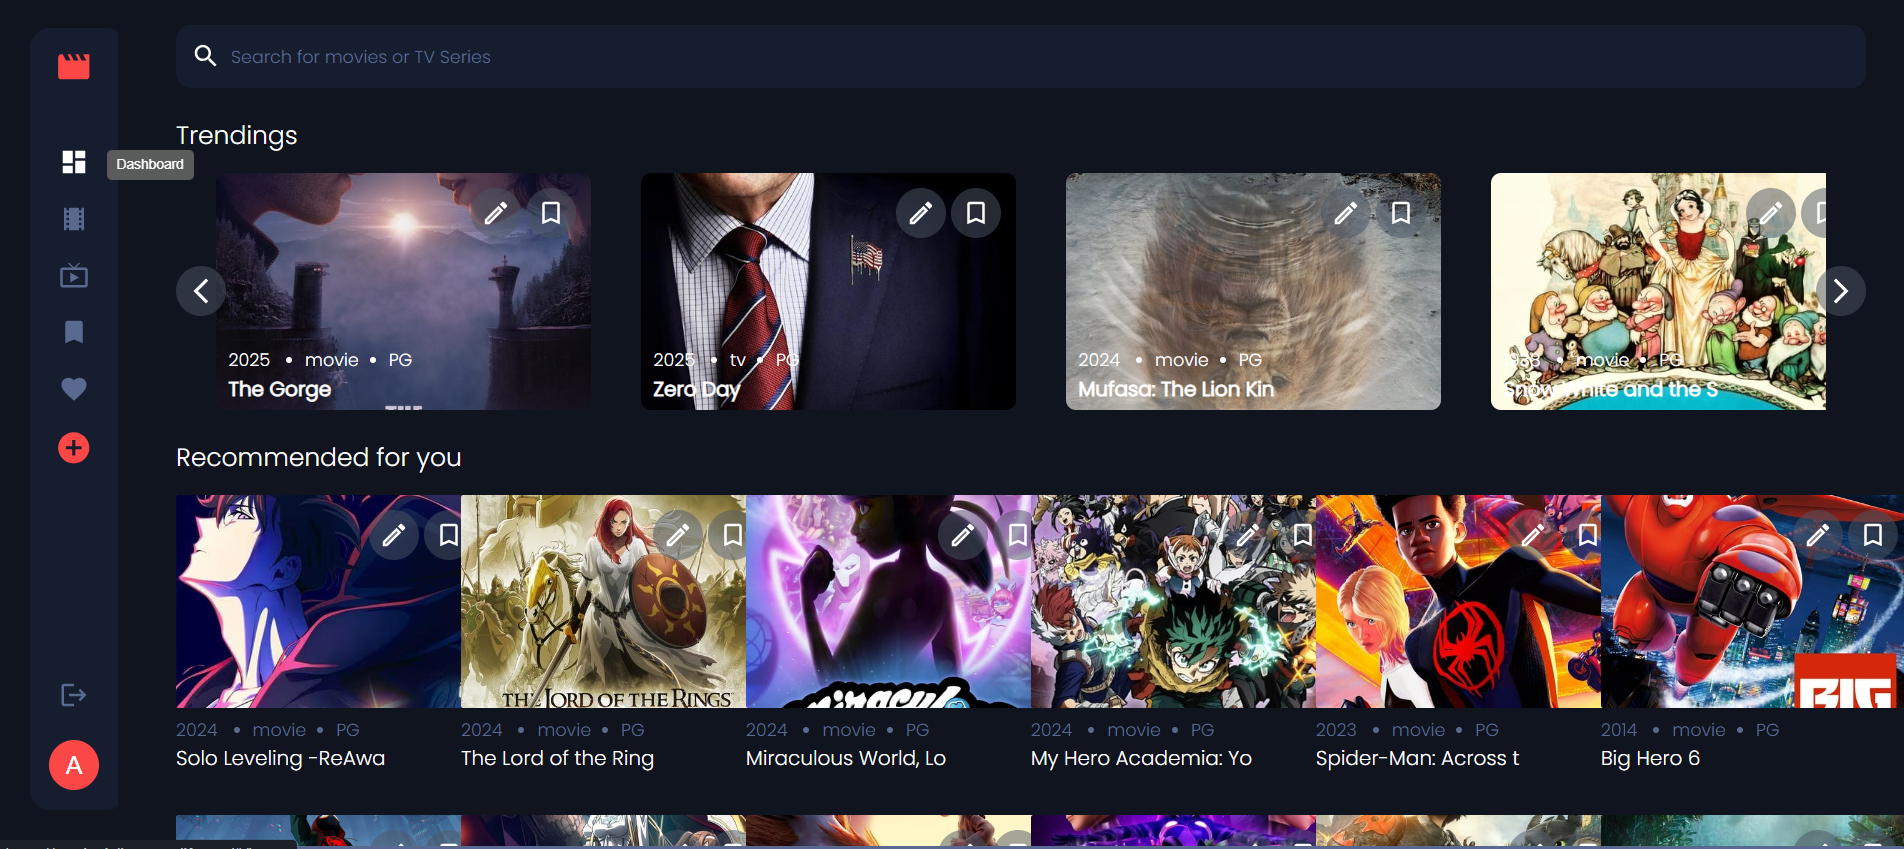 Search for movies or TV Series
Trendings
Dashboard
2025 • movie • PG
The Gorge
2025 • tv • PG
Zero Day
2024 • movie • PG
Mufasa: The Lion Kin
movie • PG
Snow White and the S
Recommended for you
THE LORD OF THE RINGS
Miracul
BIG
2024 • movie • PG
Solo Leveling -ReAwa
2024 • movie • PG
The Lord of the Ring
2024 • movie • PG
Miraculous World, Lo
2024 • movie • PG
My Hero Academia: Yo
2023 • movie • PG
Spider-Man: Across t
2014 • movie • PG
Big Hero 6
A